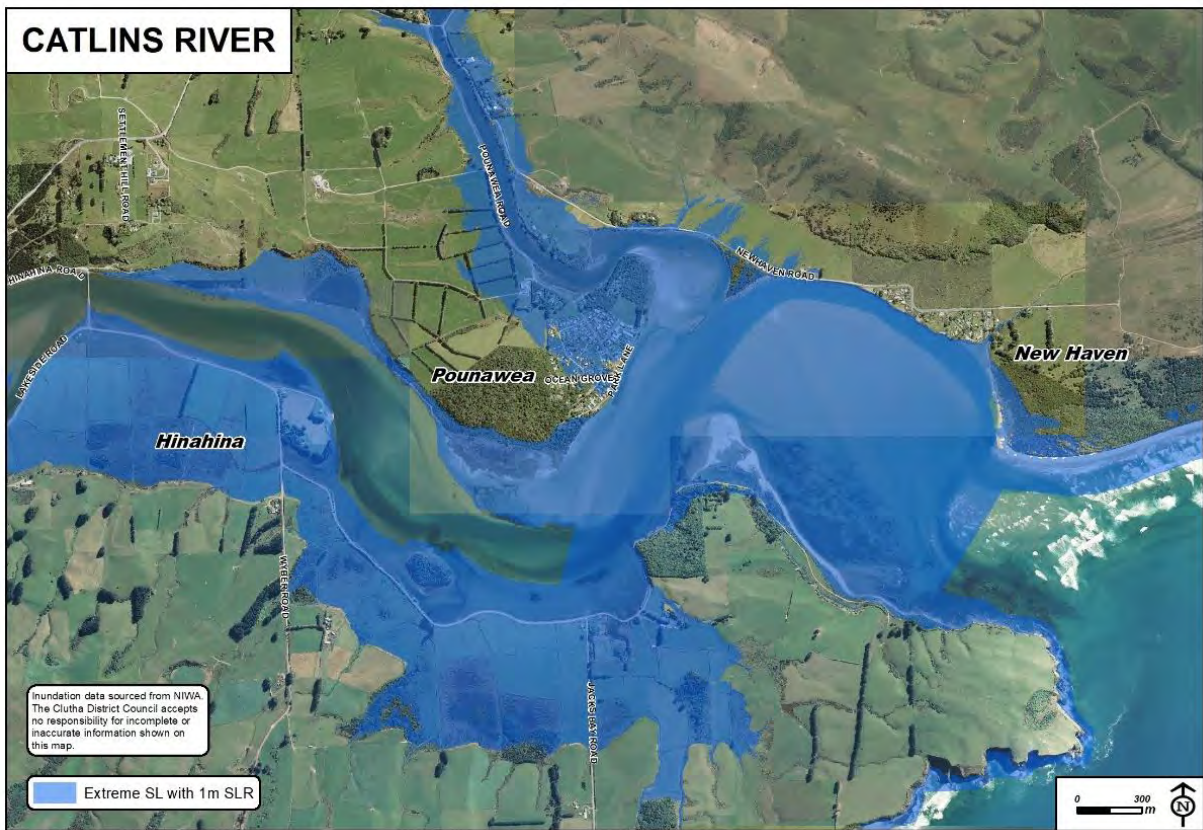 CATLINS RIVER
SETTLEMENT HILL ROAD
POUNAWEA ROAD
NEWHAVEN ROAD
HINAHINA ROAD
LAKESIDE ROAD
New Haven
Pounawea
OCEAN GROVE
PARK LANE
Hinahina
WYBER ROAD
JACKS BAY ROAD
Inundation data sourced from NIWA.
The Clutha District Council accepts
no responsibility for incomplete or
inaccurate information shown on
this map.
Extreme SL with 1m SLR
0 300
m
N